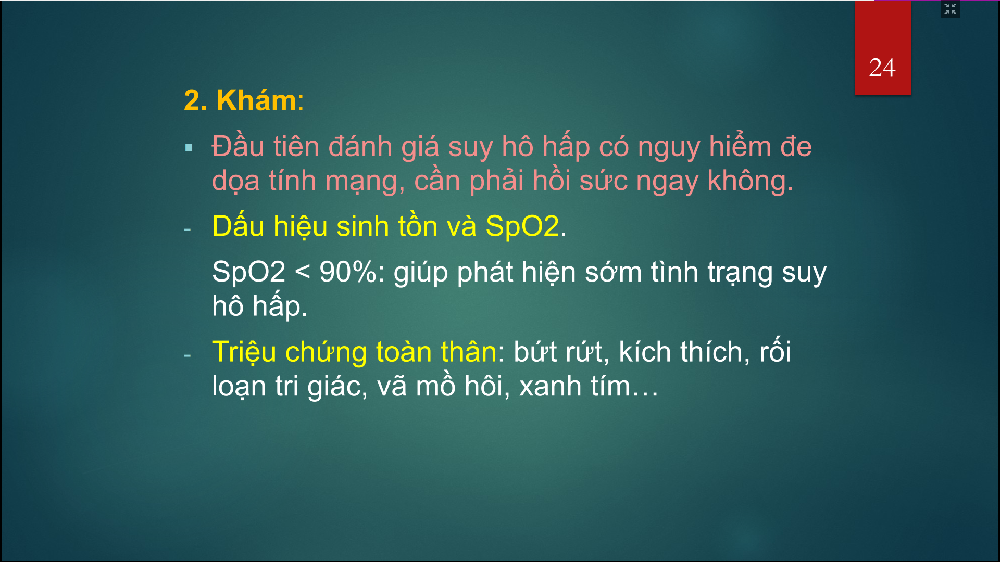 24
2. Khám:
▪ Đầu tiên đánh giá suy hô hấp có nguy hiểm đe
dọa tính mạng, cần phải hồi sức ngay không.
- Dấu hiệu sinh tồn và SpO2.
SpO2 < 90%: giúp phát hiện sớm tình trạng suy
hô hấp.
- Triệu chứng toàn thân: bứt rứt, kích thích, rối
loạn tri giác, vã mồ hôi, xanh tím…